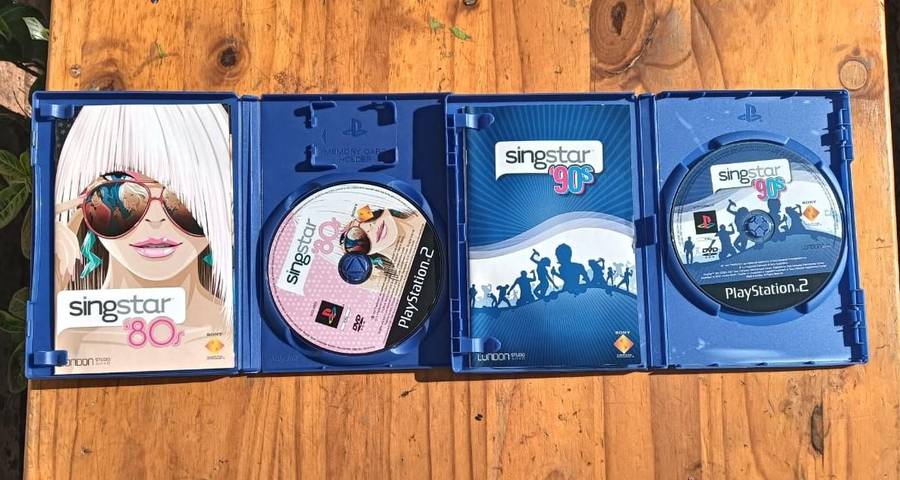 singstar
'80s
LONDON STUDIO
SONY
MEMORY CARD
HOLDER
singstar
'80s
DVD
PlayStation.2
singstar
'90s
LONDON STUDIO
SONY
singstar
'90s
SONY
DVD
LONDON
PlayStation.2